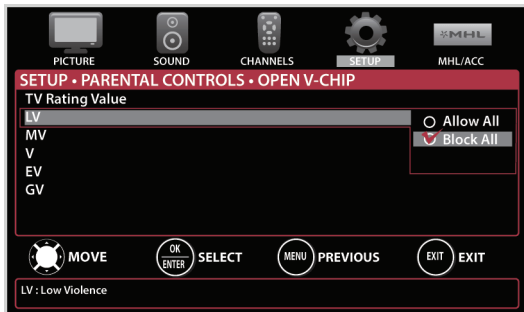 MHL
PICTURE SOUND CHANNELS SETUP MHL/ACC
SETUP • PARENTAL CONTROLS • OPEN V-CHIP
TV Rating Value
LV
Allow All
MV
Block All
V
EV
GV
MOVE OK ENTER SELECT MENU PREVIOUS EXIT EXIT
LV : Low Violence